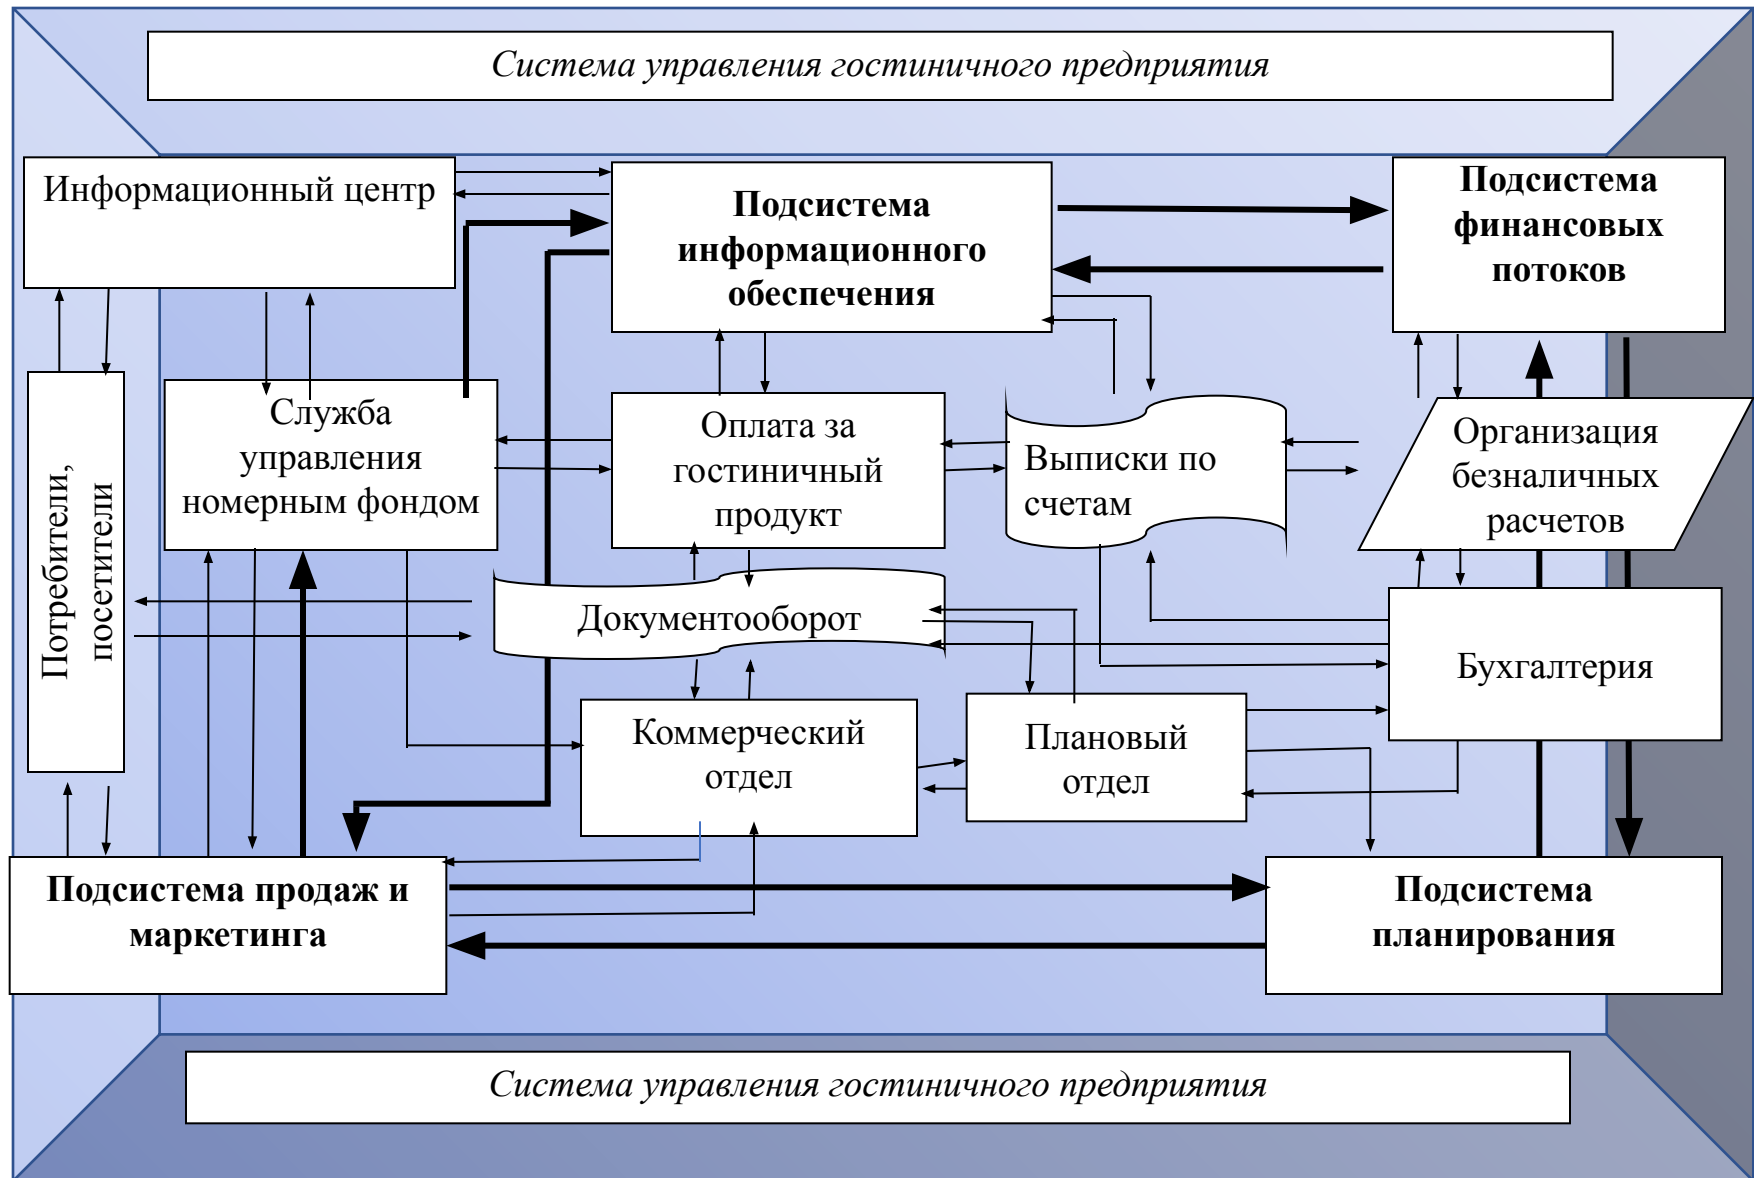 Система управления гостиничного предприятия
Информационный центр
Подсистема
информационного
обеспечения
Подсистема
финансовых
потоков
Потребители,
посетители
Служба
управления
номерным фондом
Оплата за
гостиничный
продукт
Выписки по
счетам
Организация
безналичных
расчетов
Документооборот
Бухгалтерия
Коммерческий
отдел
Плановый
отдел
Подсистема продаж и
маркетинга
Подсистема
планирования
Система управления гостиничного предприятия